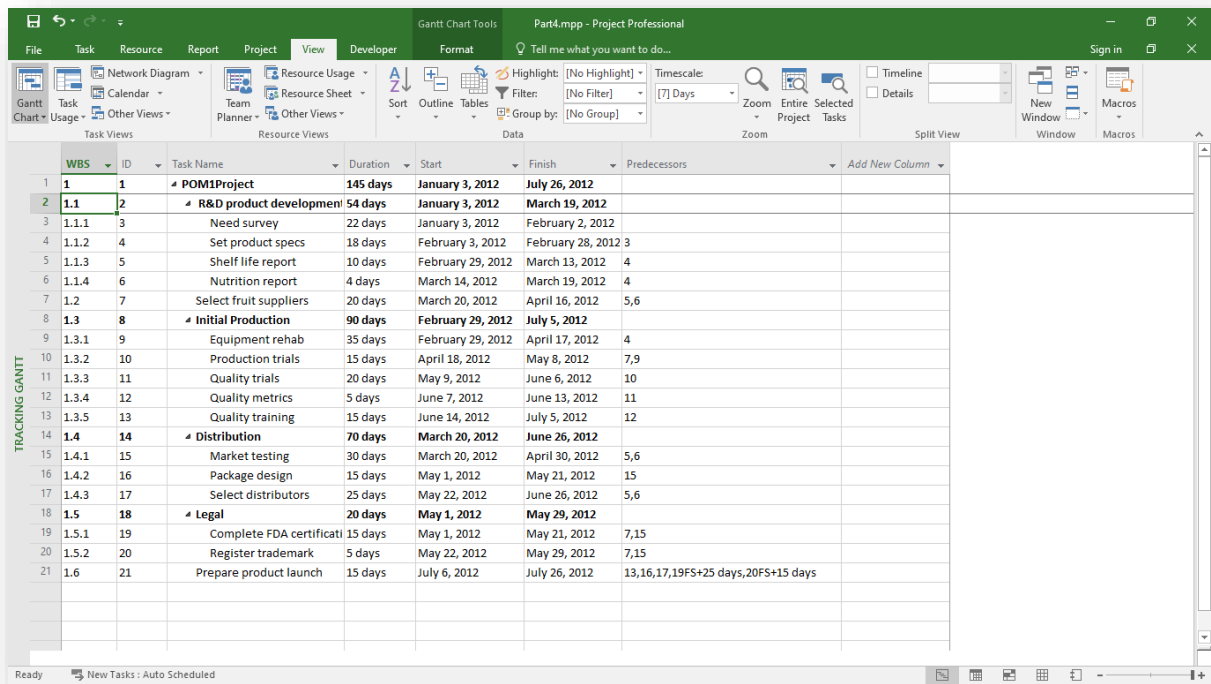 Gantt Chart Tools
Part4.mpp - Project Professional
File Task Resource Report Project View Developer Format Tell me what you want to do... Sign in
Gantt Chart
Task Usage
Network Diagram
Calendar
Other Views
Task Views
Team Planner
Resource Usage
Resource Sheet
Other Views
Resource Views
Sort
Outline
Tables
Highlight: [No Highlight]
Filter: [No Filter]
Group by: [No Group]
Data
Timescale:
[7] Days
Zoom
Entire Project
Selected Tasks
Zoom
Timeline
Details
Split View
New Window
Window
Macros
Macros
WBS ID Task Name Duration Start Finish Predecessors Add New Column
1 1 1 POM1Project 145 days January 3, 2012 July 26, 2012
2 1.1 2 R&D product development 54 days January 3, 2012 March 19, 2012
3 1.1.1 3 Need survey 22 days January 3, 2012 February 2, 2012
4 1.1.2 4 Set product specs 18 days February 3, 2012 February 28, 2012 3
5 1.1.3 5 Shelf life report 10 days February 29, 2012 March 13, 2012 4
6 1.1.4 6 Nutrition report 4 days March 14, 2012 March 19, 2012 4
7 1.2 7 Select fruit suppliers 20 days March 20, 2012 April 16, 2012 5,6
8 1.3 8 Initial Production 90 days February 29, 2012 July 5, 2012
9 1.3.1 9 Equipment rehab 35 days February 29, 2012 April 17, 2012 4
10 1.3.2 10 Production trials 15 days April 18, 2012 May 8, 2012 7,9
11 1.3.3 11 Quality trials 20 days May 9, 2012 June 6, 2012 10
12 1.3.4 12 Quality metrics 5 days June 7, 2012 June 13, 2012 11
13 1.3.5 13 Quality training 15 days June 14, 2012 July 5, 2012 12
14 1.4 14 Distribution 70 days March 20, 2012 June 26, 2012
15 1.4.1 15 Market testing 30 days March 20, 2012 April 30, 2012 5,6
16 1.4.2 16 Package design 15 days May 1, 2012 May 21, 2012 15
17 1.4.3 17 Select distributors 25 days May 22, 2012 June 26, 2012 5,6
18 1.5 18 Legal 20 days May 1, 2012 May 29, 2012
19 1.5.1 19 Complete FDA certificati 15 days May 1, 2012 May 21, 2012 7,15
20 1.5.2 20 Register trademark 5 days May 22, 2012 May 29, 2012 7,15
21 1.6 21 Prepare product launch 15 days July 6, 2012 July 26, 2012 13,16,17,19FS+25 days,20FS+15 days
TRACKING GANTT
Ready New Tasks : Auto Scheduled